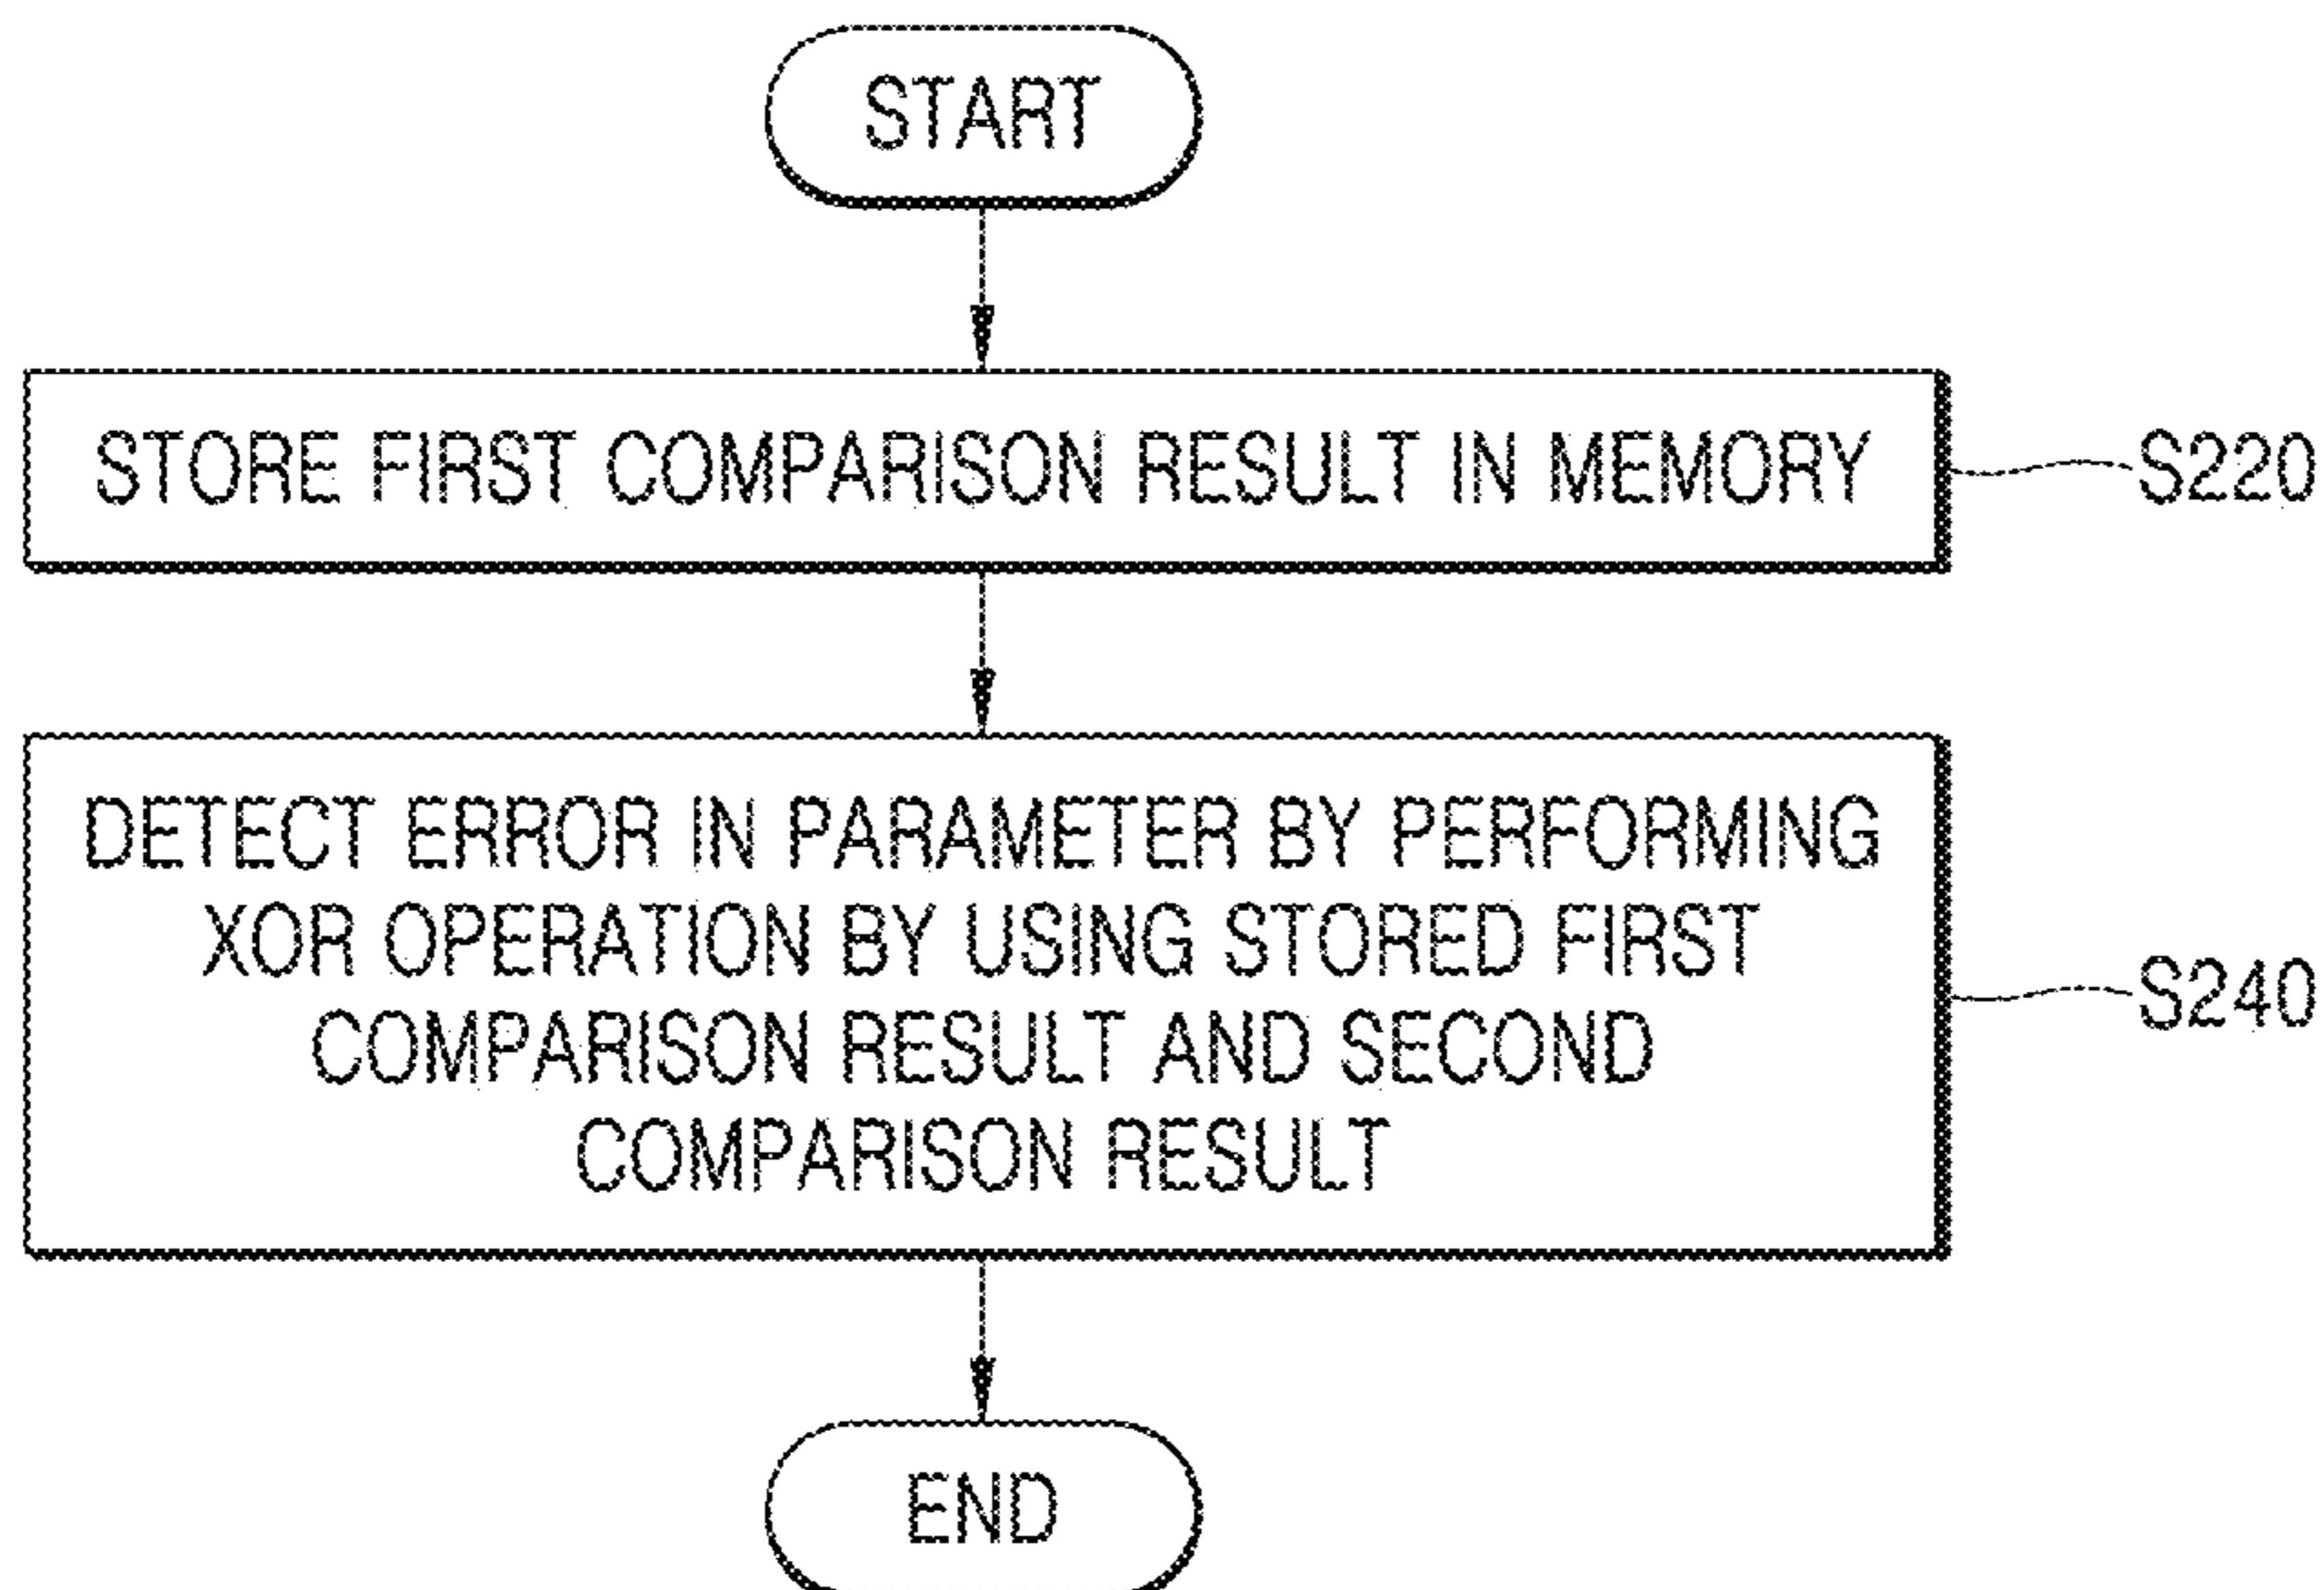 START
STORE FIRST COMPARISON RESULT IN MEMORY
S220
DETECT ERROR IN PARAMETER BY PERFORMING
XOR OPERATION BY USING STORED FIRST
COMPARISON RESULT AND SECOND
COMPARISON RESULT
S240
END